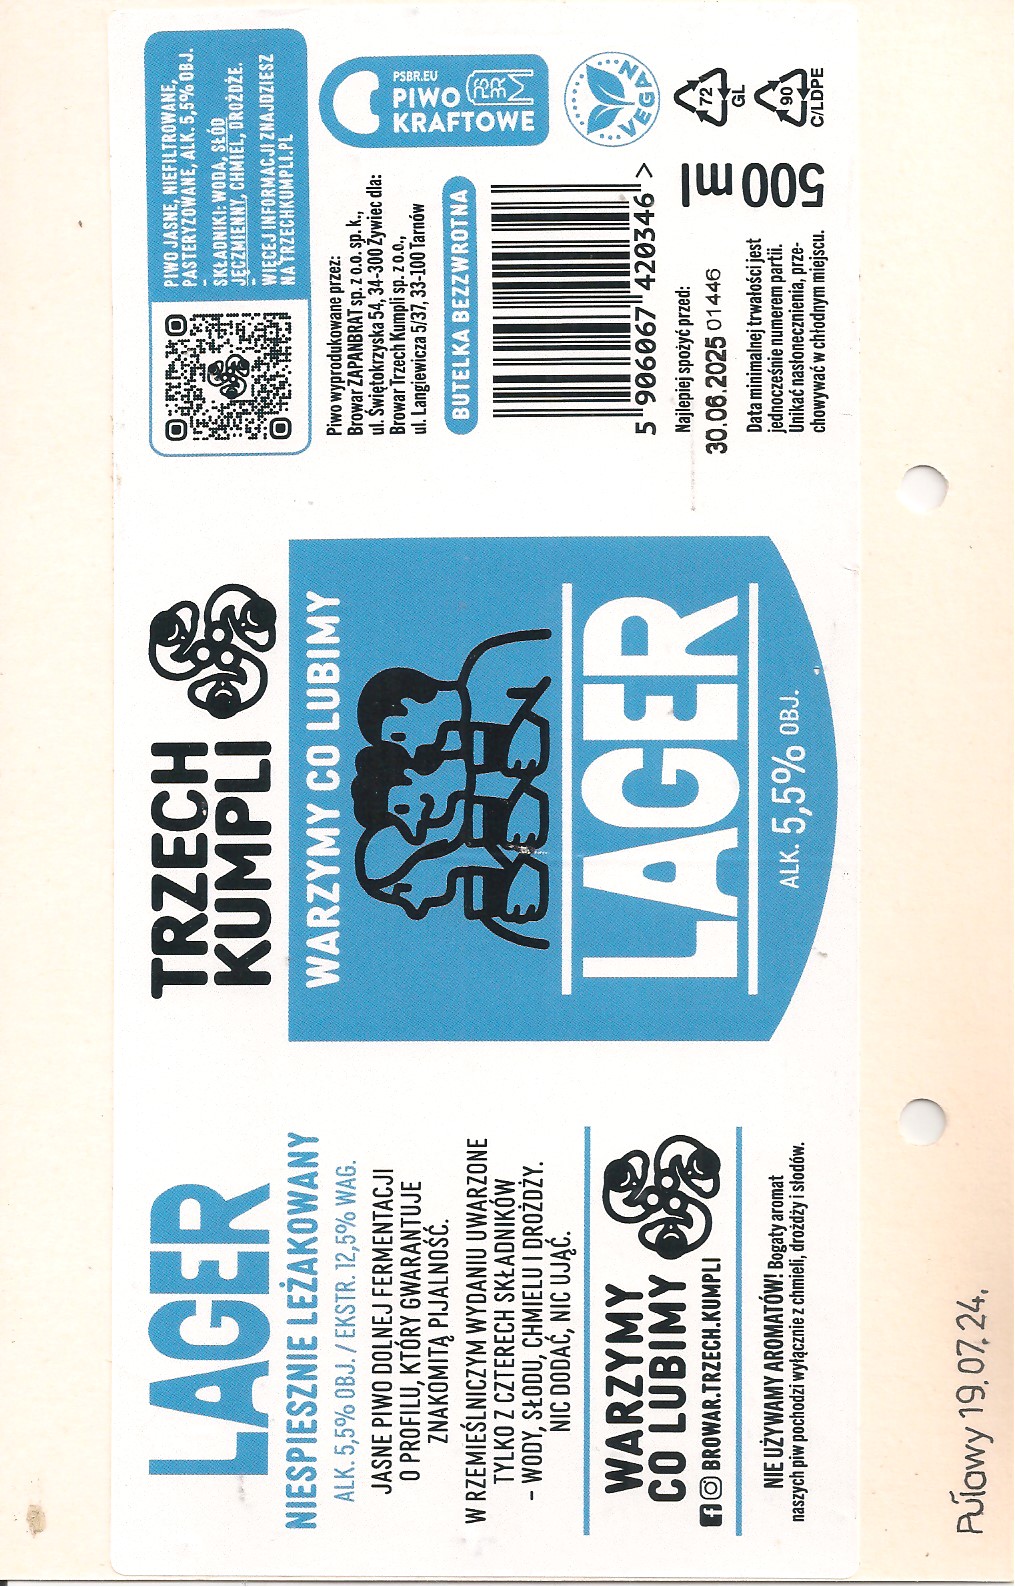 LAGER
NIESPIESZNIE LEŻAKOWANY
ALK. 5,5% OBJ. / EKSTR. 12,5% WAG.
JASNE PIWO DOLNEJ FERMENTACJI
O PROFILU, KTÓRY GWARANTUJE
ZNAKOMITĄ PIJALNOŚĆ.
W RZEMIEŚLNICZYM WYDANIU UWARZONE
TYLKO Z CZTERECH SKŁADNIKÓW
– WODY, SŁODU, CHMIELU I DROŻDŻY.
NIC DODAĆ, NIC UJĄĆ.
WARZYMY
CO LUBIMY
BROWAR.TRZECH.KUMPLI
NIE UŻYWAMY AROMATÓW! Bogaty aromat
naszych piw pochodzi wyłącznie z chmieli, drożdży i słodów.
TRZECH
KUMPLI
WARZYMY CO LUBIMY
LAGER
ALK. 5,5% OBJ.
PIWO JASNE, NIEFILTROWANE,
PASTERYZOWANE, ALK. 5,5% OBJ.
–
SKŁADNIKI: WODA, SŁÓD
JĘCZMIENNY, CHMIEL, DROŻDŻE.
–
WIĘCEJ INFORMACJI ZNAJDZIESZ
NA TRZECHKUMPLI.PL
Piwo wyprodukowane przez:
Browar ZAPANBRAT sp. z o.o. sp. k.,
ul. Świętokrzyska 54, 34-300 Żywiec dla:
Browar Trzech Kumpli sp. z o.o.,
ul. Langiewicza 5/37, 33-100 Tarnów
BUTELKA BEZZWROTNA
5 906067 420346 >
Najlepiej spożyć przed:
30.06.2025 01446
Data minimalnej trwałości jest
jednocześnie numerem partii.
Unikać nasłonecznienia, prze-
chowywać w chłodnym miejscu.
PSBR.EU
PIWO
KRAFTOWE
VEGAN
72
GL
90
C/LDPE
500 ml
Puławy 19.07.24.